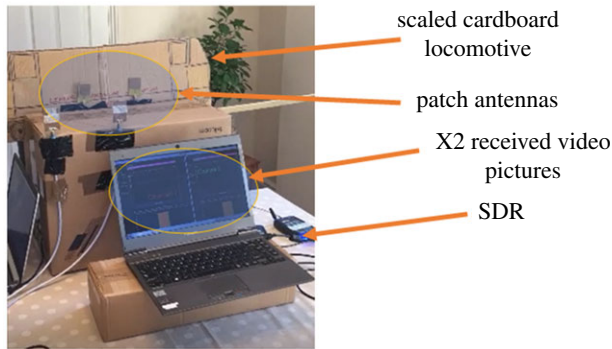 scaled cardboard
locomotive
patch antennas
X2 received video
pictures
SDR